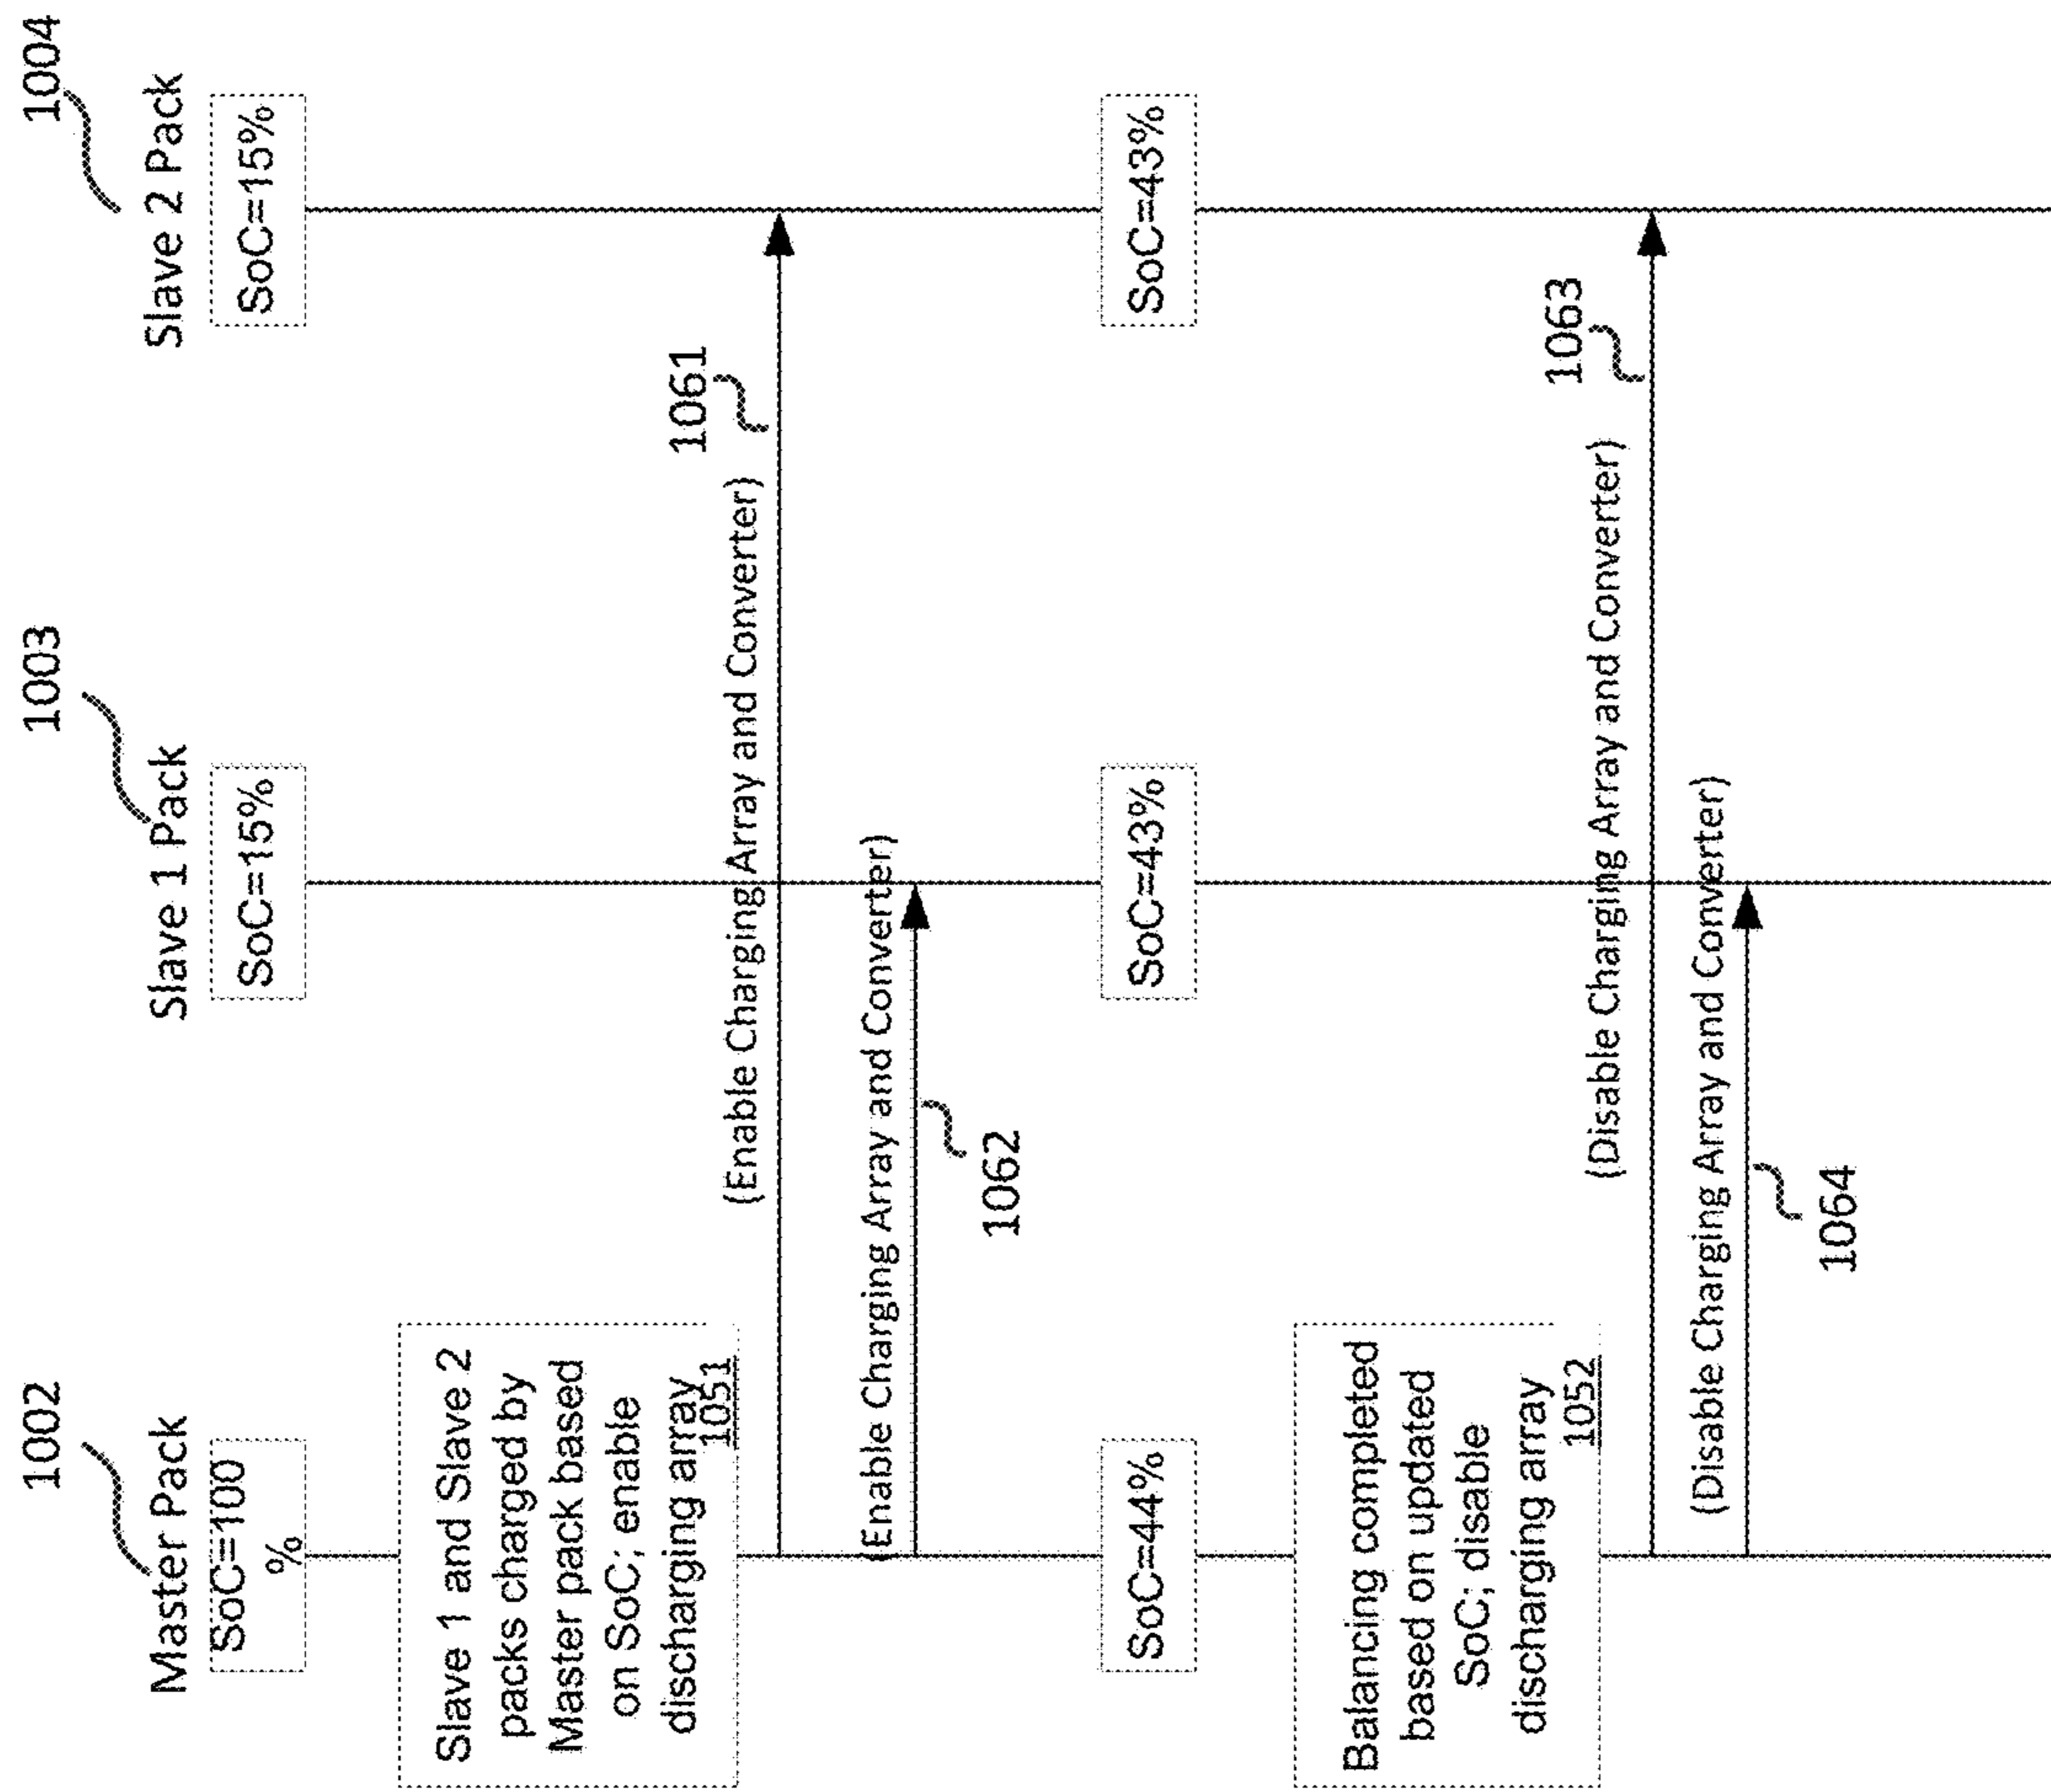 1002
1003
1004
Master Pack
Slave 1 Pack
Slave 2 Pack
SoC=100
%
SoC=15%
SoC=15%
Slave 1 and Slave 2
packs charged by
Master pack based
on SoC; enable
discharging array
1051
1061
(Enable Charging Array and Converter)
(Enable Charging Array and Converter)
1062
SoC=44%
SoC=43%
SoC=43%
Balancing completed
based on updated
SoC; disable
discharging array
1052
1063
(Disable Charging Array and Converter)
(Disable Charging Array and Converter)
1064